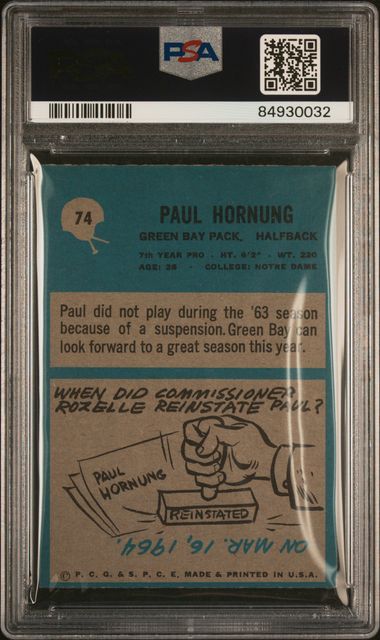 PSA
84930032
74
PAUL HORNUNG
GREEN BAY PACK. HALFBACK
7th YEAR PRO - HT. 6'2" - WT. 220
AGE: 28 - COLLEGE: NOTRE DAME
Paul did not play during the '63 season
because of a suspension. Green Bay can
look forward to a great season this year.
WHEN DID COMMISSIONER
ROZELLE REINSTATE PAUL?
PAUL
HORNUNG
REINSTATED
ON MAR. 16, 1964.
© P. C. G. & S. P. C. E. MADE & PRINTED IN U.S.A.